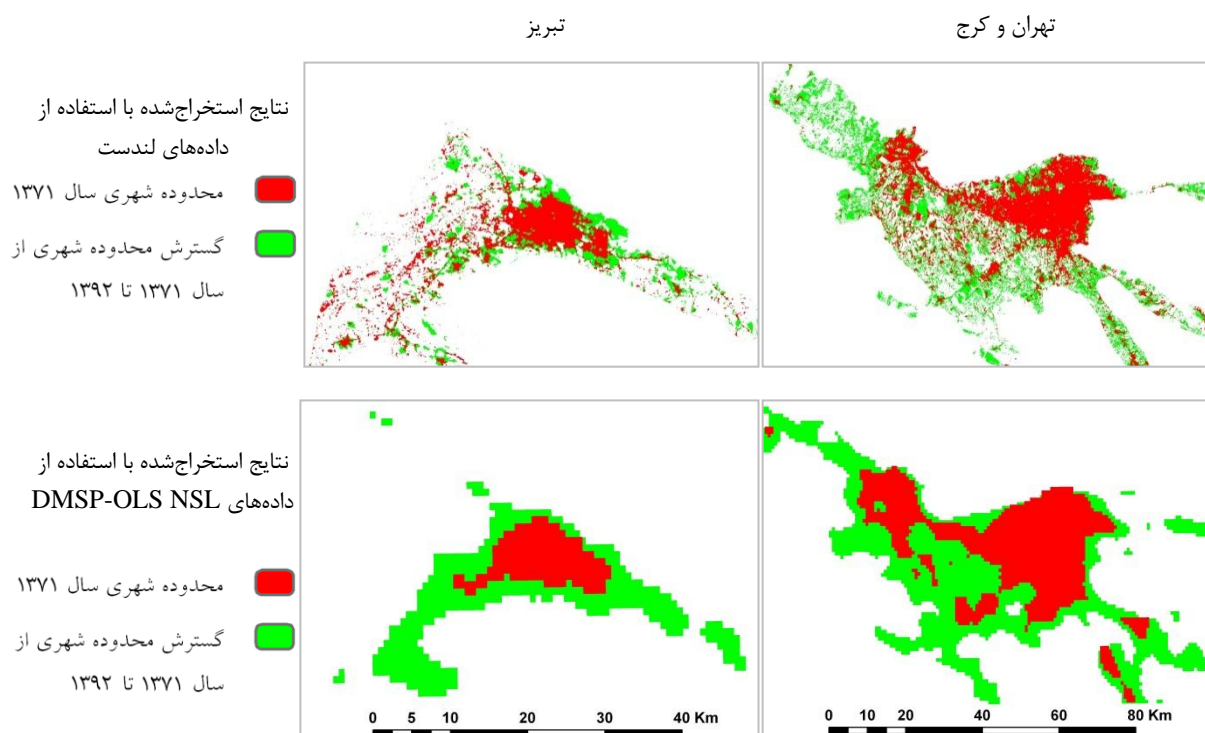 تهران و کرج
تبریز
نتایج استخراج‌شده با استفاده از
داده‌های لندست
محدوده شهری سال ۱۳۷۱
گسترش محدوده شهری از
سال ۱۳۷۱ تا ۱۳۹۲
نتایج استخراج‌شده با استفاده از
داده‌های DMSP-OLS NSL
محدوده شهری سال ۱۳۷۱
گسترش محدوده شهری از
سال ۱۳۷۱ تا ۱۳۹۲
0 5 10 20 30 40 Km
0 10 20 40 60 80 Km